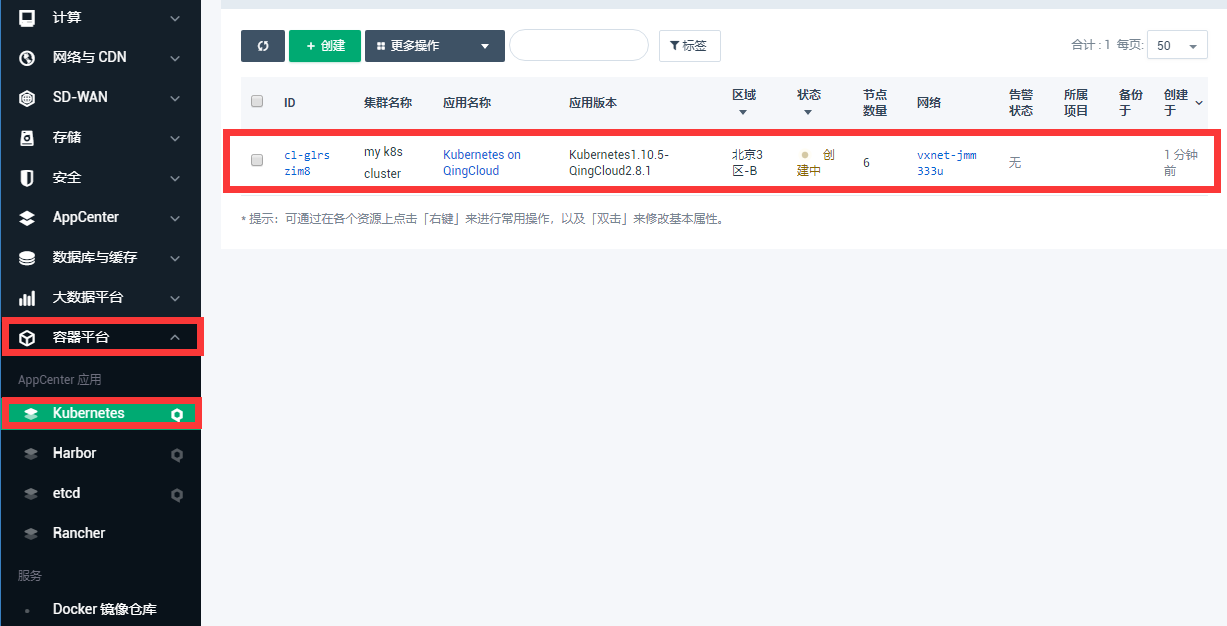 计算
网络与 CDN
SD-WAN
存储
安全
AppCenter
数据库与缓存
大数据平台
容器平台
AppCenter 应用
Kubernetes
Harbor
etcd
Rancher
服务
Docker 镜像仓库
+ 创建
更多操作
标签
合计 : 1 每页: 50
ID
集群名称
应用名称
应用版本
区域
状态
节点
数量
网络
告警
状态
所属
项目
备份
于
创建
于
cl-glrs
zim8
my k8s
cluster
Kubernetes on
QingCloud
Kubernetes1.10.5-
QingCloud2.8.1
北京3
区-B
创
建中
6
vxnet-jmm
333u
无
1 分钟
前
* 提示：可通过在各个资源上点击「右键」来进行常用操作，以及「双击」来修改基本属性。